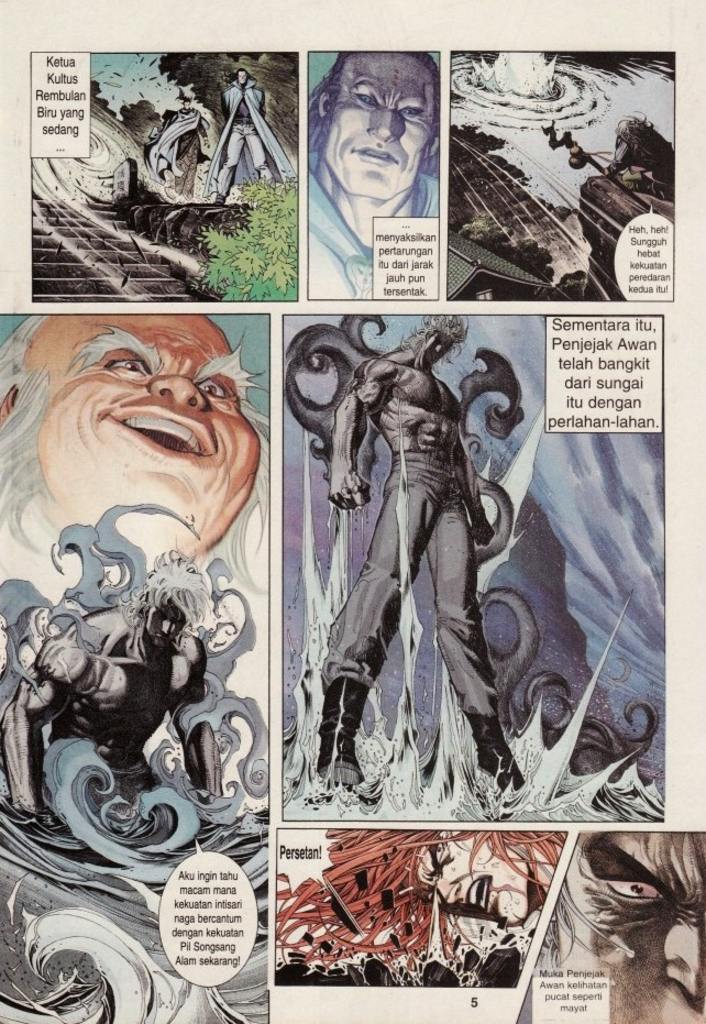 Ketua
Kultus
Rembulan
Biru yang
sedang
...
...
menyaksilkan
pertarungan
itu dari jarak
jauh pun
tersentak.
Heh, heh!
Sungguh
hebat
kekuatan
peredaran
kedua itu!
Sementara itu,
Penjejak Awan
telah bangkit
dari sungai
itu dengan
perlahan-lahan.
Aku ingin tahu
macam mana
kekuatan intisari
naga bercantum
dengan kekuatan
Pil Songsang
Alam sekarang!
Persetan!
Muka Penjejak
Awan kelihatan
pucat seperti
mayat
5